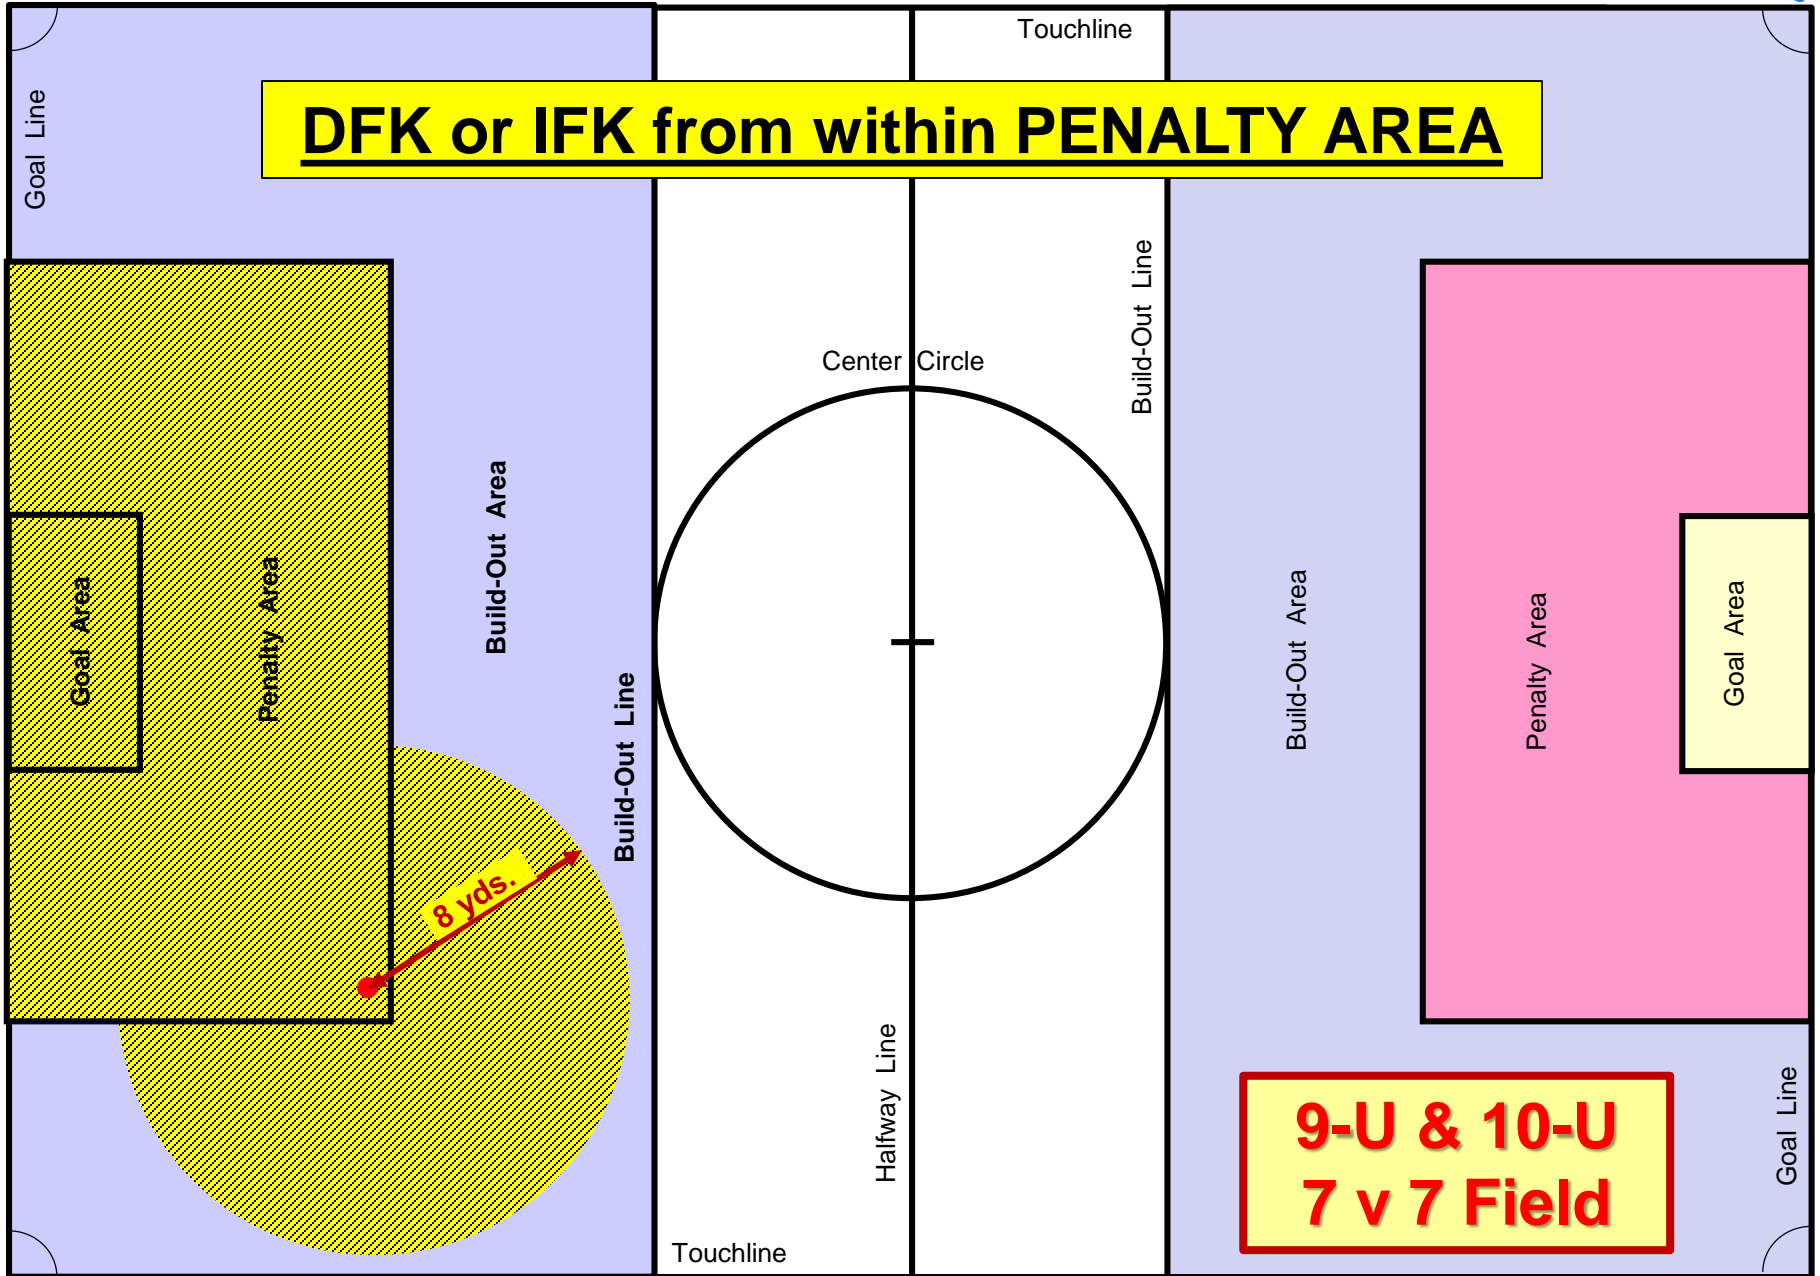 Touchline
DFK or IFK from within PENALTY AREA
Goal Line
Build-Out Line
Center Circle
Build-Out Area
Goal Area
Penalty Area
Build-Out Line
Build-Out Area
Penalty Area
Goal Area
8 yds.
Halfway Line
9-U & 10-U
7 v 7 Field
Goal Line
Touchline